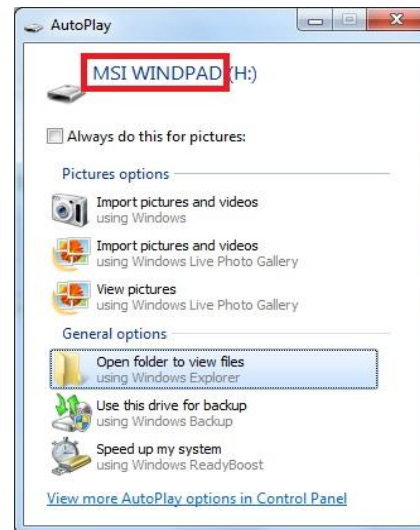 AutoPlay
MSI WINDPAD (H:)
Always do this for pictures:
Pictures options
Import pictures and videos
using Windows
Import pictures and videos
using Windows Live Photo Gallery
View pictures
using Windows Live Photo Gallery
General options
Open folder to view files
using Windows Explorer
Use this drive for backup
using Windows Backup
Speed up my system
using Windows ReadyBoost
View more AutoPlay options in Control Panel